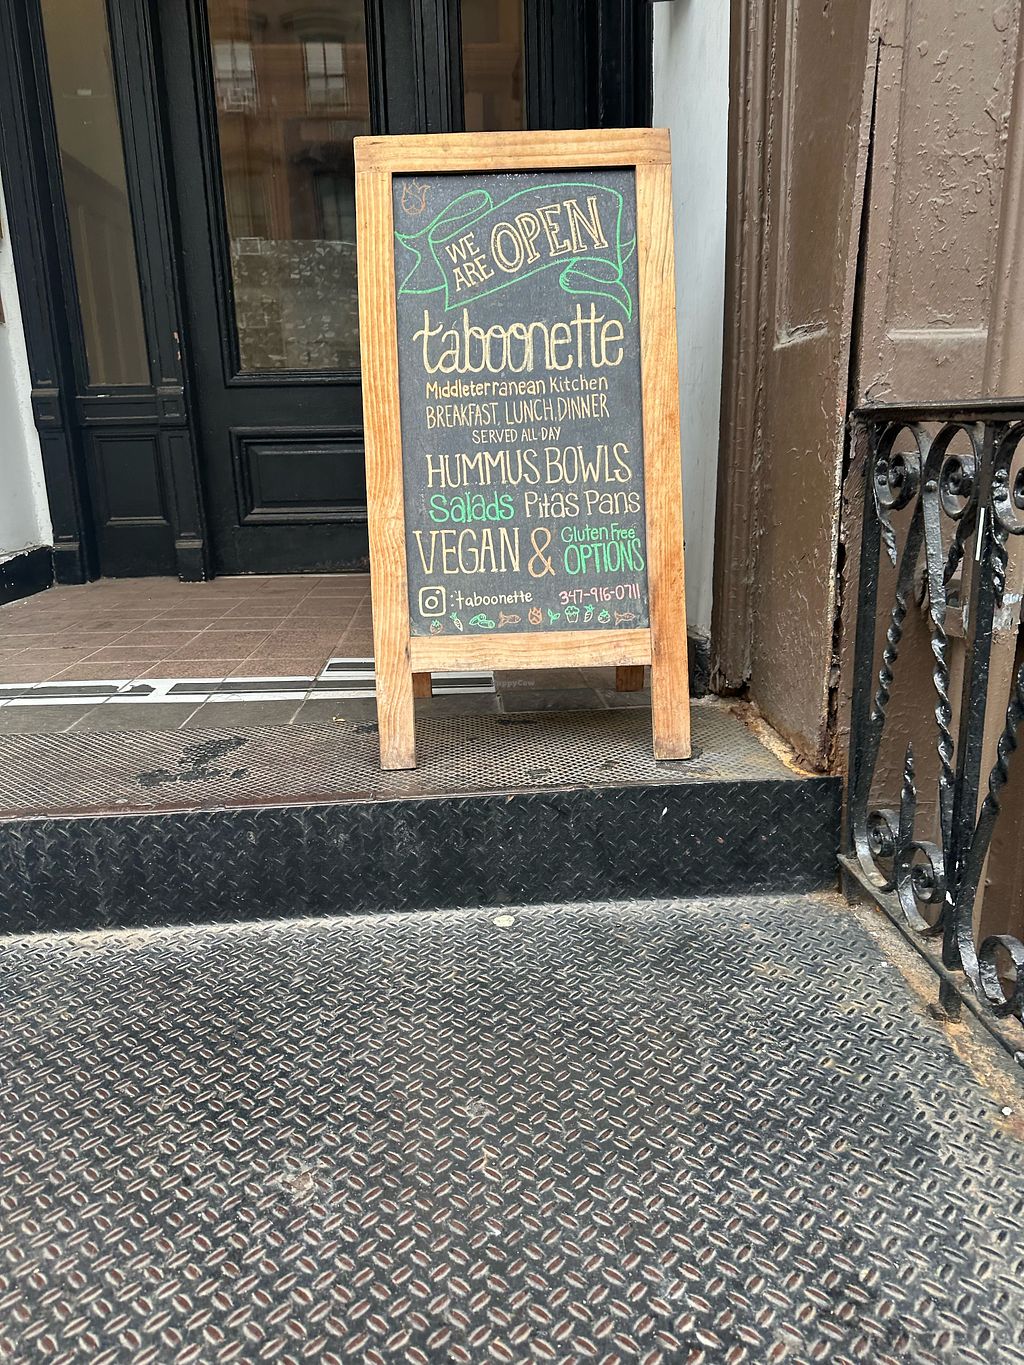 WE ARE OPEN
taboonette
Middleterranean Kitchen
BREAKFAST, LUNCH, DINNER
SERVED ALL DAY
HUMMUS BOWLS
Salads Pitas Pans
VEGAN & Gluten Free OPTIONS
:taboonette 347-916-0711
HappyCow